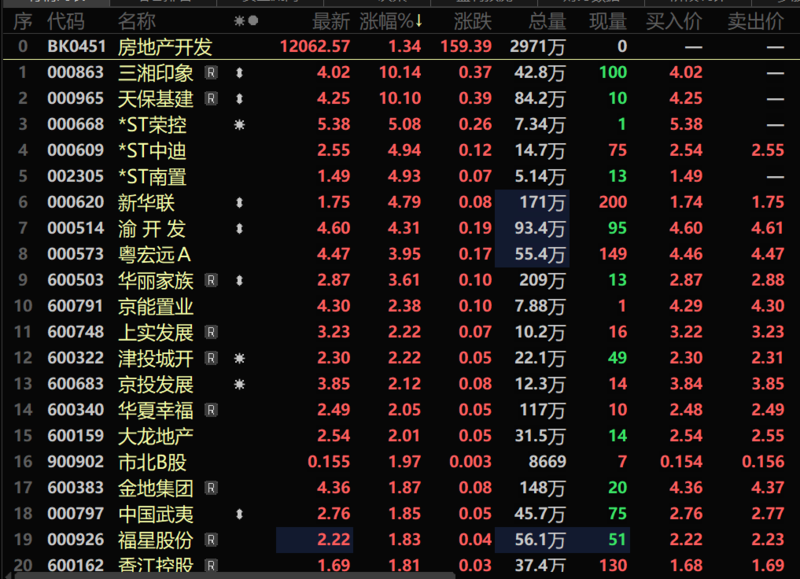 序 代码 名称 最新 涨幅%↓ 涨跌 总量 现量 买入价 卖出价
0 BK0451 房地产开发 12062.57 1.34 159.39 2971万 0 — —
1 000863 三湘印象 R 4.02 10.14 0.37 42.8万 100 4.02 —
2 000965 天保基建 R 4.25 10.10 0.39 84.2万 10 4.25 —
3 000668 *ST荣控 5.38 5.08 0.26 7.34万 1 5.38 —
4 000609 *ST中迪 2.55 4.94 0.12 14.7万 75 2.54 2.55
5 002305 *ST南置 1.49 4.93 0.07 5.14万 13 1.49 —
6 000620 新华联 1.75 4.79 0.08 171万 200 1.74 1.75
7 000514 渝开发 4.60 4.31 0.19 93.4万 95 4.60 4.61
8 000573 粤宏远A 4.47 3.95 0.17 55.4万 149 4.46 4.47
9 600503 华丽家族 R 2.87 3.61 0.10 209万 13 2.87 2.88
10 600791 京能置业 4.30 2.38 0.10 7.88万 1 4.29 4.30
11 600748 上实发展 R 3.23 2.22 0.07 10.2万 16 3.22 3.23
12 600322 津投城开 R 2.30 2.22 0.05 22.1万 49 2.30 2.31
13 600683 京投发展 3.85 2.12 0.08 12.3万 14 3.84 3.85
14 600340 华夏幸福 R 2.49 2.05 0.05 117万 10 2.48 2.49
15 600159 大龙地产 2.54 2.01 0.05 31.5万 14 2.54 2.55
16 900902 市北B股 0.155 1.97 0.003 8669 7 0.154 0.156
17 600383 金地集团 R 4.36 1.87 0.08 148万 20 4.36 4.37
18 000797 中国武夷 2.76 1.85 0.05 45.7万 75 2.76 2.77
19 000926 福星股份 R 2.22 1.83 0.04 56.1万 51 2.22 2.23
20 600162 香江控股 R 1.69 1.81 0.03 37.4万 130 1.68 1.69